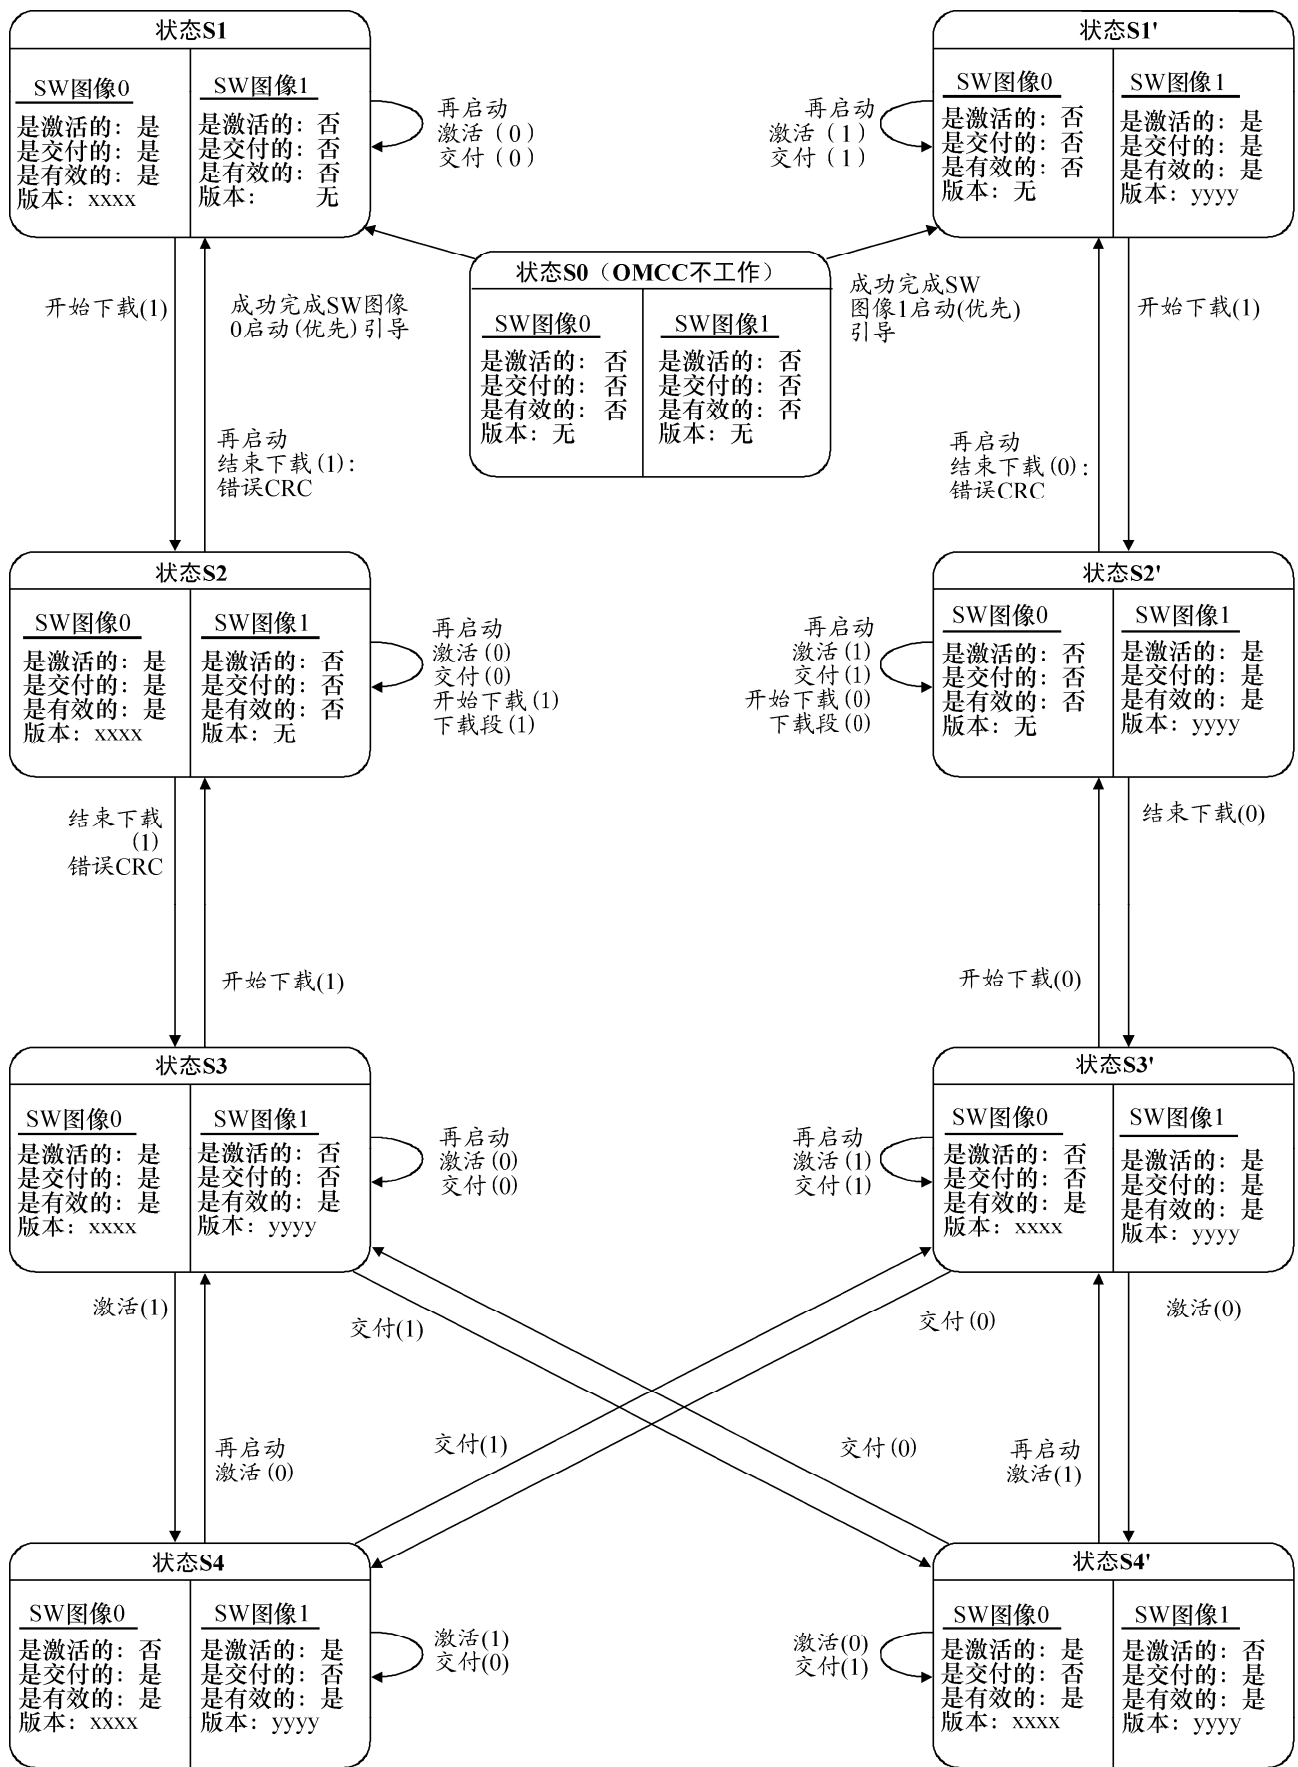 状态S1
SW图像0
是激活的：是
是交付的：是
是有效的：是
版本：xxxx
SW图像1
是激活的：否
是交付的：否
是有效的：否
版本： 无
再启动
激活（0）
交付（0）
状态S1'
SW图像0
是激活的：否
是交付的：否
是有效的：否
版本：无
SW图像1
是激活的：是
是交付的：是
是有效的：是
版本：yyyy
再启动
激活（1）
交付（1）
状态S0（OMCC不工作）
SW图像0
是激活的：否
是交付的：否
是有效的：否
版本：无
SW图像1
是激活的：否
是交付的：否
是有效的：否
版本：无
开始下载(1)
成功完成SW图像
0启动(优先)引导
再启动
结束下载(1):
错误CRC
成功完成SW
图像1启动(优先)
引导
开始下载(1)
再启动
结束下载(0):
错误CRC
状态S2
SW图像0
是激活的：是
是交付的：是
是有效的：是
版本：xxxx
SW图像1
是激活的：否
是交付的：否
是有效的：否
版本：无
再启动
激活(0)
交付(0)
开始下载(1)
下载段(1)
状态S2'
SW图像0
是激活的：否
是交付的：否
是有效的：否
版本：无
SW图像1
是激活的：是
是交付的：是
是有效的：是
版本：yyyy
再启动
激活(1)
交付(1)
开始下载(0)
下载段(0)
结束下载
(1)
错误CRC
开始下载(1)
结束下载(0)
开始下载(0)
状态S3
SW图像0
是激活的：是
是交付的：是
是有效的：是
版本：xxxx
SW图像1
是激活的：否
是交付的：否
是有效的：是
版本：yyyy
再启动
激活(0)
交付(0)
状态S3'
SW图像0
是激活的：否
是交付的：否
是有效的：是
版本：xxxx
SW图像1
是激活的：是
是交付的：是
是有效的：是
版本：yyyy
再启动
激活(1)
交付(1)
激活(1)
交付(1)
交付(0)
激活(0)
再启动
激活(0)
交付(1)
交付(0)
再启动
激活(1)
状态S4
SW图像0
是激活的：否
是交付的：是
是有效的：是
版本：xxxx
SW图像1
是激活的：是
是交付的：否
是有效的：是
版本：yyyy
激活(1)
交付(0)
状态S4'
SW图像0
是激活的：是
是交付的：否
是有效的：是
版本：xxxx
SW图像1
是激活的：否
是交付的：是
是有效的：是
版本：yyyy
激活(0)
交付(1)